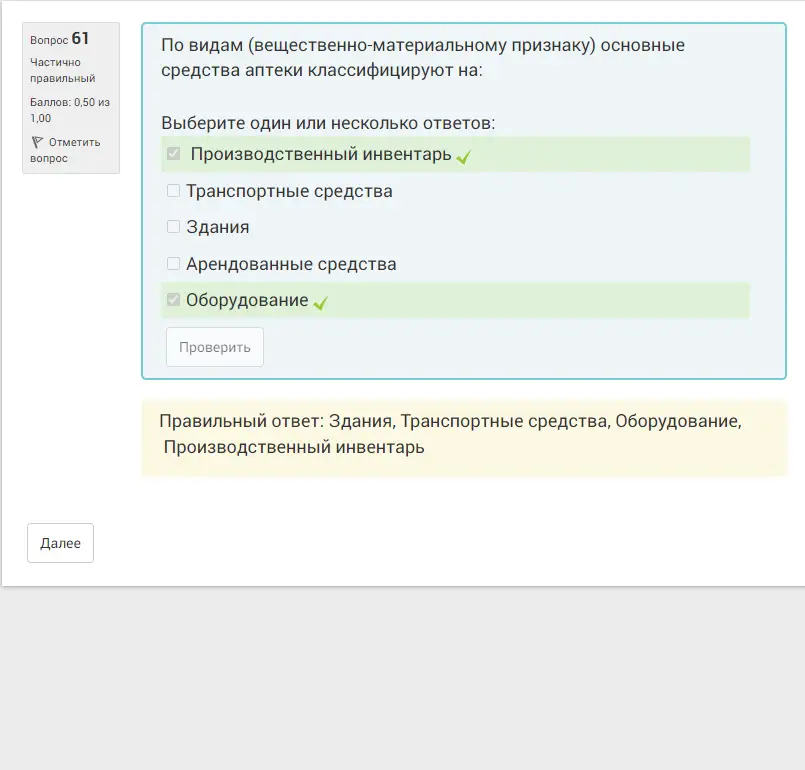 Вопрос 61
Частично
правильный
Баллов: 0,50 из
1,00
Отметить
вопрос
По видам (вещественно-материальному признаку) основные
средства аптеки классифицируют на:
Выберите один или несколько ответов:
Производственный инвентарь
Транспортные средства
Здания
Арендованные средства
Оборудование
Проверить
Правильный ответ: Здания, Транспортные средства, Оборудование,
Производственный инвентарь
Далее